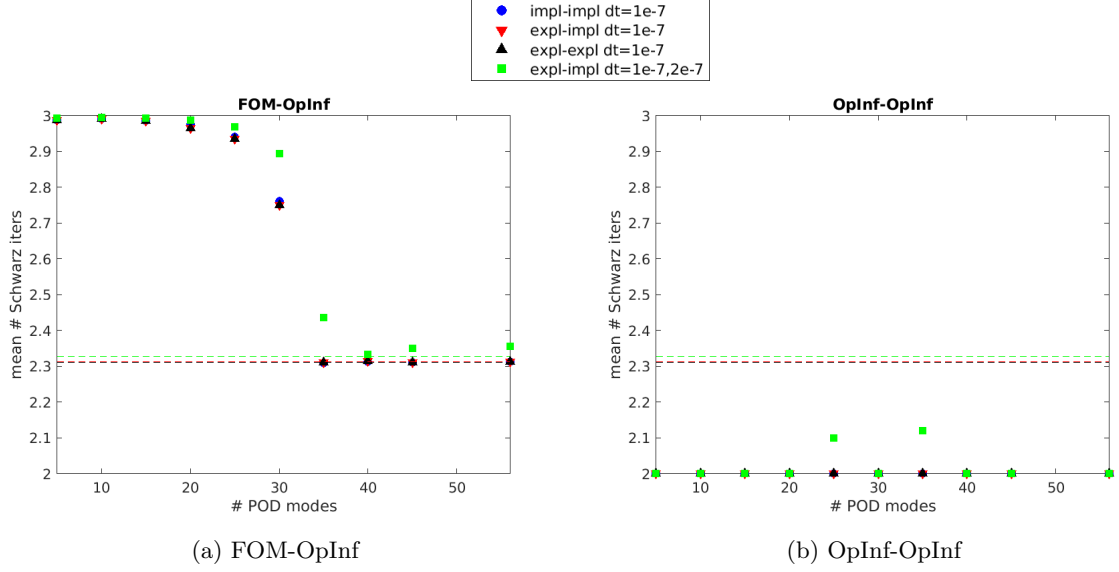 impl-impl dt=1e-7
expl-impl dt=1e-7
expl-expl dt=1e-7
expl-impl dt=1e-7,2e-7
FOM-OpInf
3
2.9
2.8
2.7
2.6
2.5
2.4
2.3
2.2
2.1
2
mean # Schwarz iters
10
20
30
40
50
# POD modes
(a) FOM-OpInf
OpInf-OpInf
3
2.9
2.8
2.7
2.6
2.5
2.4
2.3
2.2
2.1
2
mean # Schwarz iters
10
20
30
40
50
# POD modes
(b) OpInf-OpInf